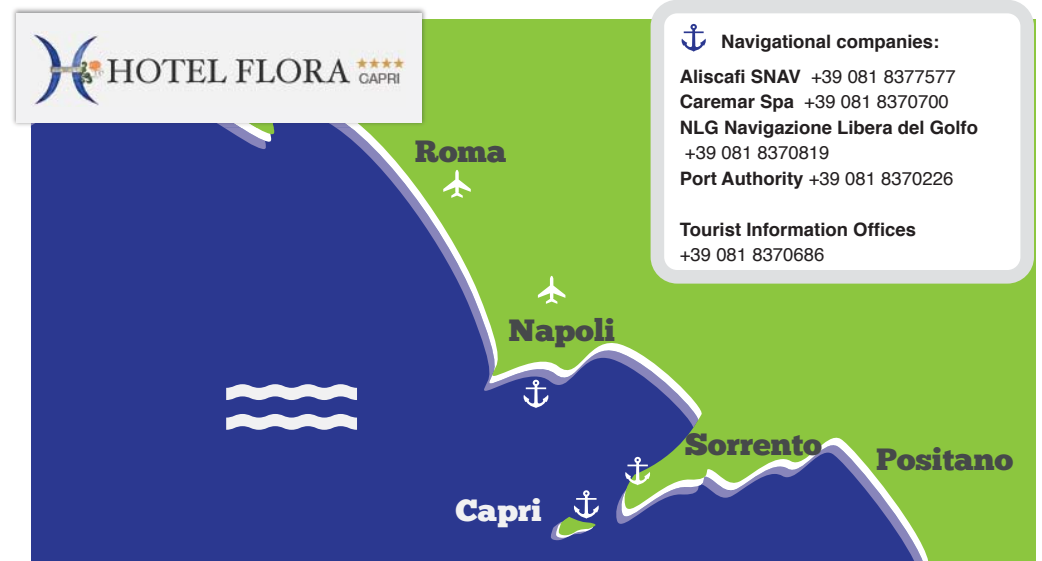 HOTEL FLORA
CAPRI
Navigational companies:
Aliscafi SNAV +39 081 8377577
Caremar Spa +39 081 8370700
NLG Navigazione Libera del Golfo
+39 081 8370819
Port Authority +39 081 8370226
Tourist Information Offices
+39 081 8370686
Roma
Napoli
Sorrento
Positano
Capri